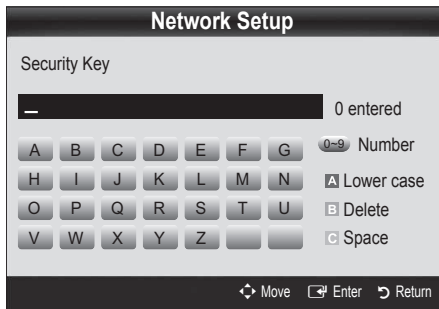 Network Setup
Security Key
_ 0 entered
A B C D E F G 0~9 Number
H I J K L M N A Lower case
O P Q R S T U B Delete
V W X Y Z C Space
Move Enter Return